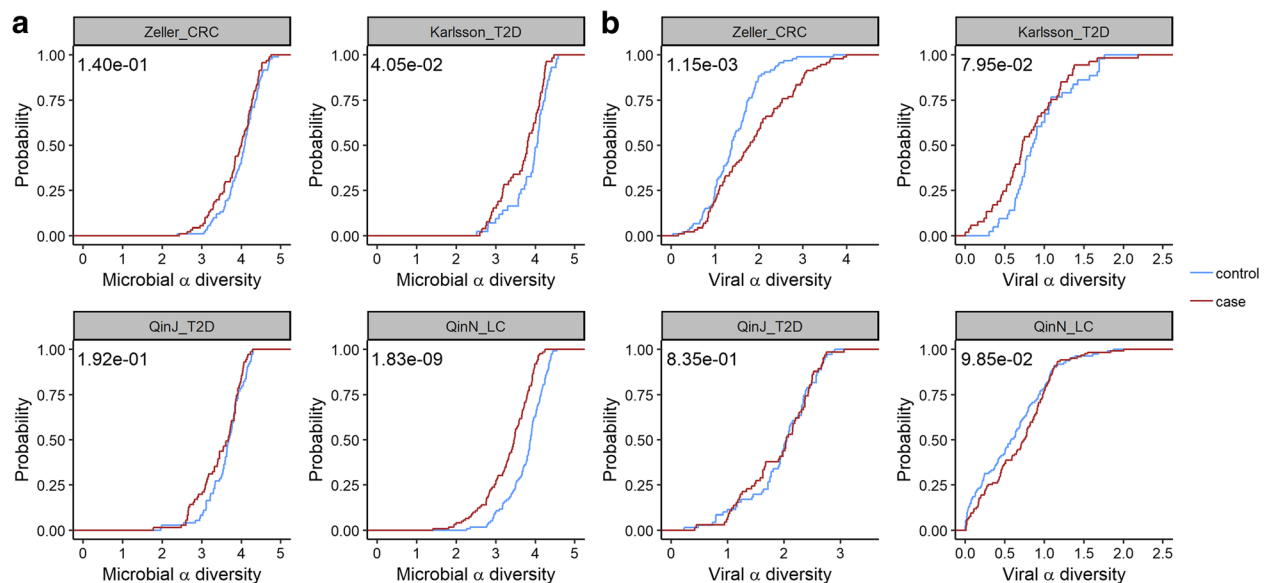 a
b
Zeller_CRC
Karlsson_T2D
Zeller_CRC
Karlsson_T2D
1.40e-01
4.05e-02
1.15e-03
7.95e-02
Probability
1.00
0.75
0.50
0.25
0.00
Probability
1.00
0.75
0.50
0.25
0.00
Probability
1.00
0.75
0.50
0.25
0.00
Probability
1.00
0.75
0.50
0.25
0.00
0 1 2 3 4 5
0 1 2 3 4 5
0 1 2 3 4
0.0 0.5 1.0 1.5 2.0 2.5
Microbial α diversity
Microbial α diversity
Viral α diversity
Viral α diversity
control
case
QinJ_T2D
QinN_LC
QinJ_T2D
QinN_LC
1.92e-01
1.83e-09
8.35e-01
9.85e-02
Probability
1.00
0.75
0.50
0.25
0.00
Probability
1.00
0.75
0.50
0.25
0.00
Probability
1.00
0.75
0.50
0.25
0.00
Probability
1.00
0.75
0.50
0.25
0.00
0 1 2 3 4 5
0 1 2 3 4 5
0 1 2 3
0.0 0.5 1.0 1.5 2.0 2.5
Microbial α diversity
Microbial α diversity
Viral α diversity
Viral α diversity